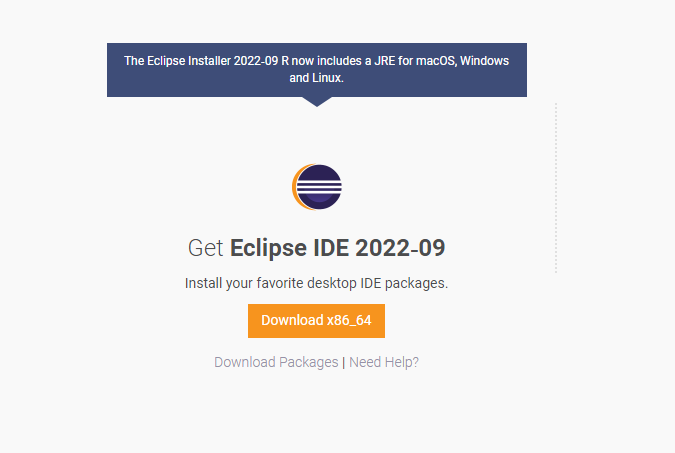 The Eclipse Installer 2022-09 R now includes a JRE for macOS, Windows
and Linux.
Get Eclipse IDE 2022-09
Install your favorite desktop IDE packages.
Download x86_64
Download Packages | Need Help?